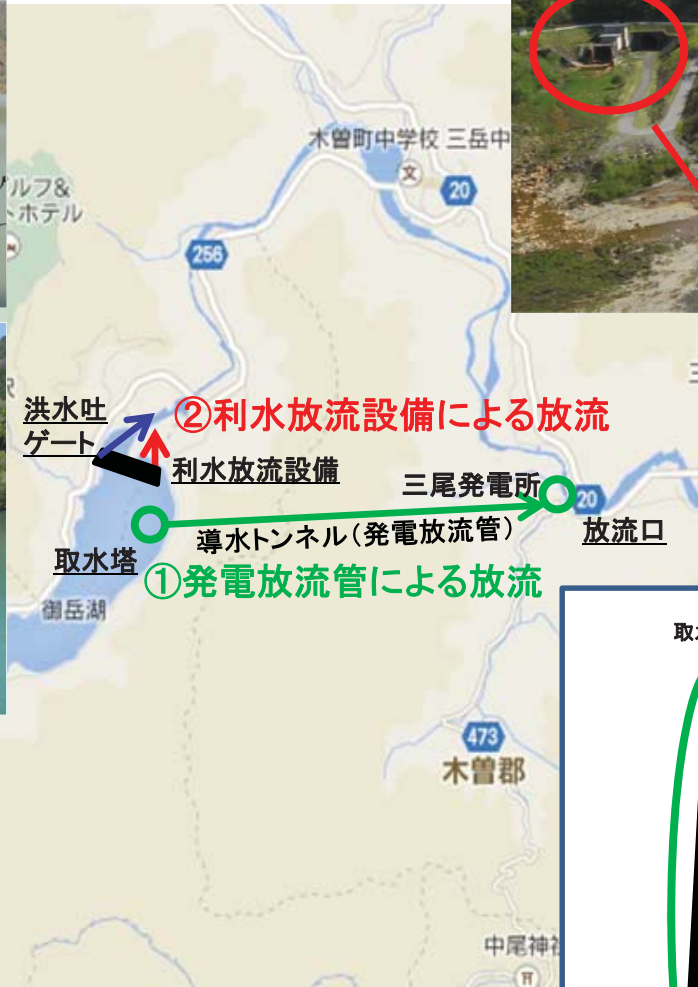 木曽町中学校 三岳中
文
20
ルフ&
トホテル
256
洪水吐
ゲート
②利水放流設備による放流
利水放流設備
三尾発電所
20
放流口
導水トンネル（発電放流管）
取水塔
①発電放流管による放流
御岳湖
取
473
木曽郡
中尾神社